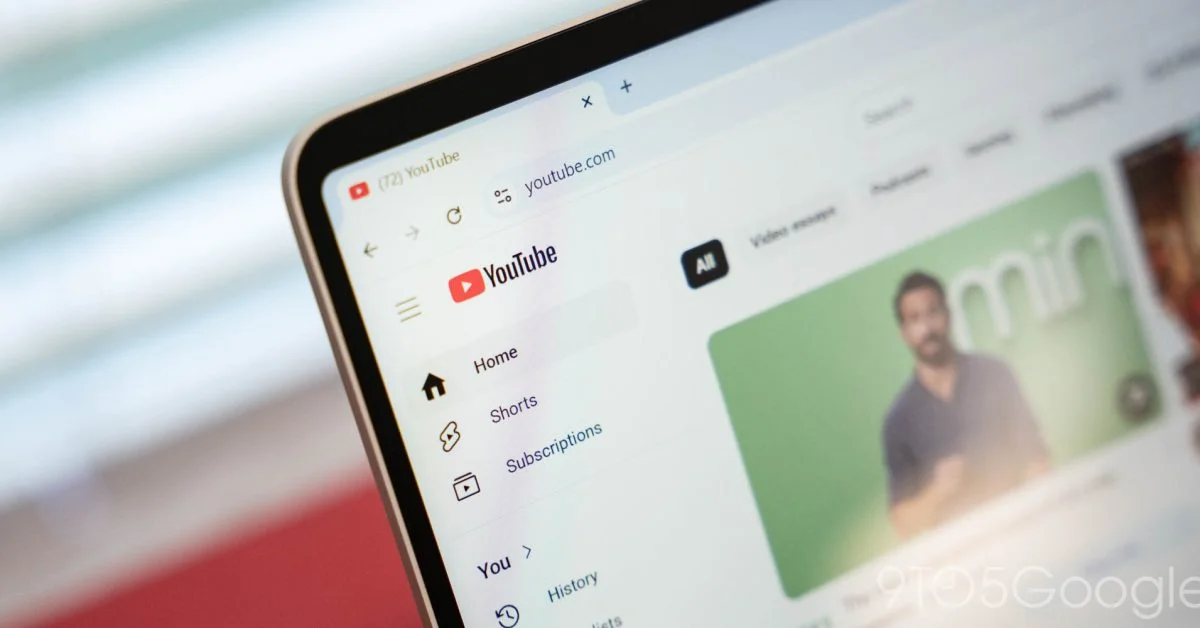 (72) YouTube
youtube.com
Search
YouTube
All
Video essays
Podcasts
Home
Shorts
Subscriptions
You
History
min
9TO5Google